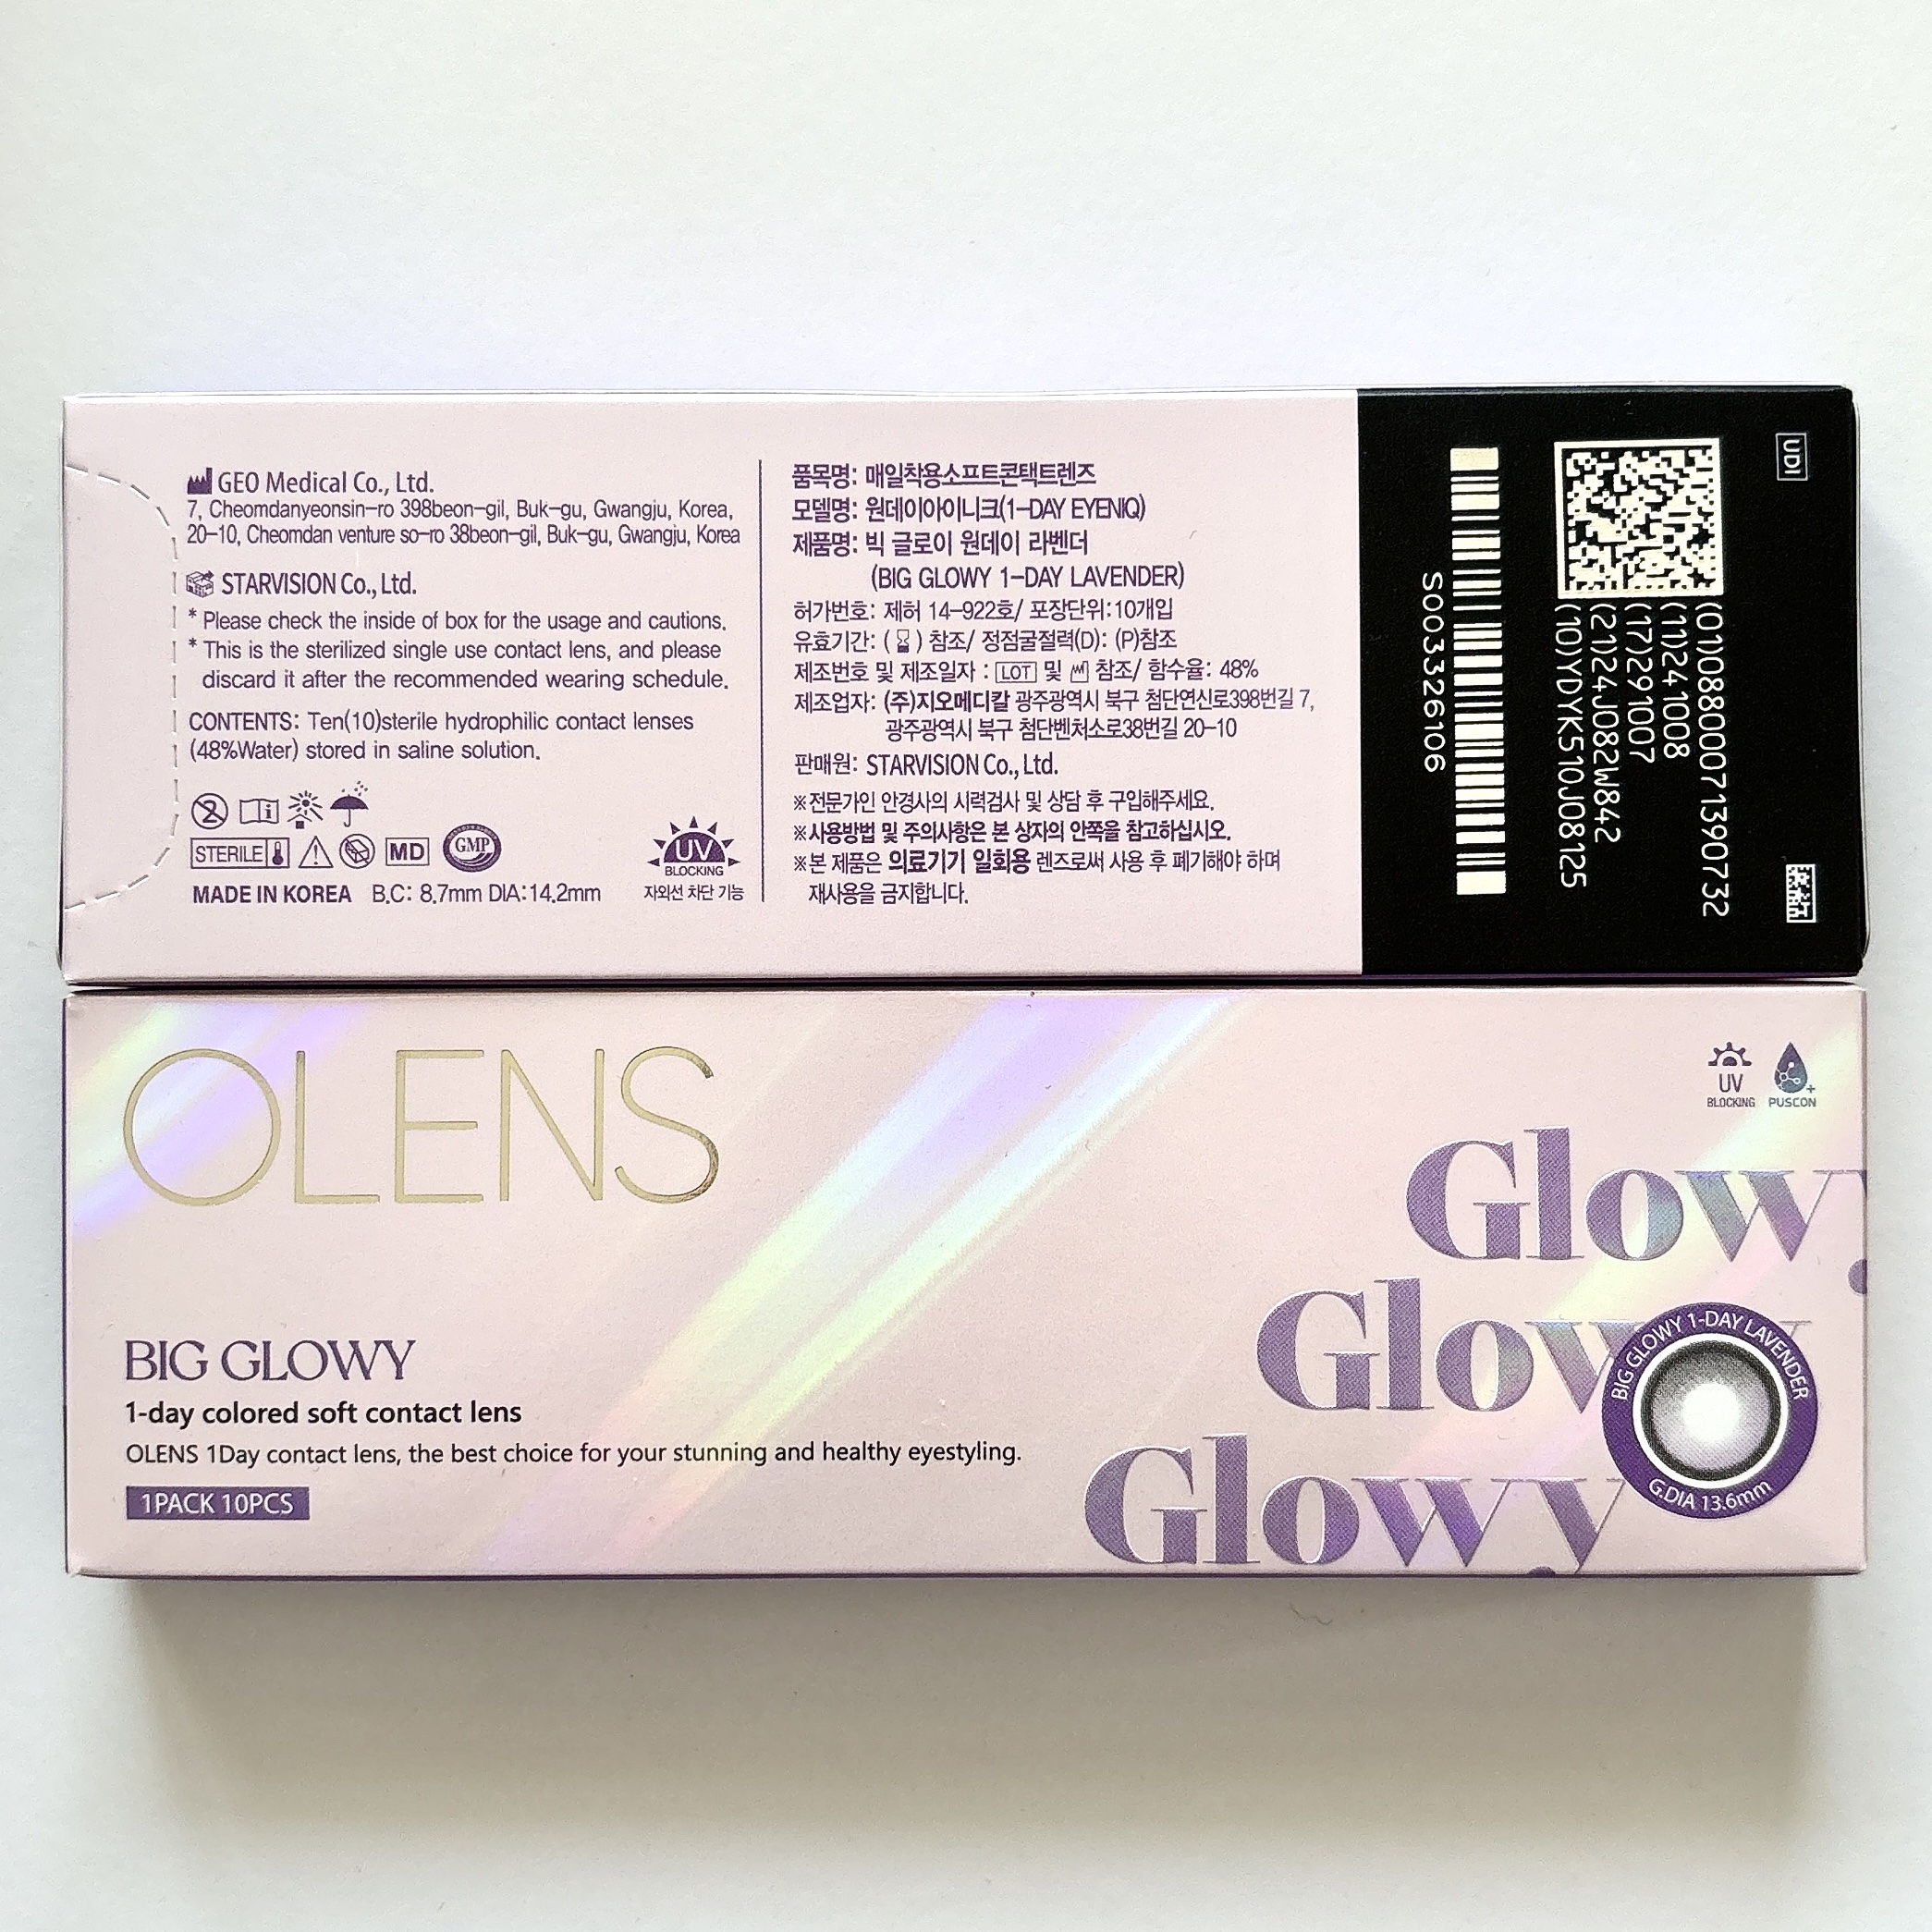 GEO Medical Co., Ltd.
7, Cheomdanyeonsin-ro 398beon-gil, Buk-gu, Gwangju, Korea,
20-10, Cheomdan venture so-ro 38beon-gil, Buk-gu, Gwangju, Korea
STARVISION Co., Ltd.
* Please check the inside of box for the usage and cautions.
* This is the sterilized single use contact lens, and please
discard it after the recommended wearing schedule.
CONTENTS: Ten(10)sterile hydrophilic contact lenses
(48%Water) stored in saline solution.
2
STERILE
MD
GMP
MADE IN KOREA B.C: 8.7mm DIA:14.2mm
UV
BLOCKING
자외선 차단 기능
품목명: 매일착용소프트콘택트렌즈
모델명: 원데이아이니크(1-DAY EYENIQ)
제품명: 빅 글로이 원데이 라벤더
(BIG GLOWY 1-DAY LAVENDER)
허가번호: 제허 14-922호/ 포장단위:10개입
유효기간: ( ) 참조/ 정점굴절력(D): (P)참조
제조번호 및 제조일자 : LOT 및 참조/ 함수율: 48%
제조업자: (주)지오메디칼 광주광역시 북구 첨단연신로398번길 7,
광주광역시 북구 첨단벤처소로38번길 20-10
판매원: STARVISION Co., Ltd.
※전문가인 안경사의 시력검사 및 상담 후 구입해주세요.
※사용방법 및 주의사항은 본 상자의 안쪽을 참고하십시오.
※본 제품은 의료기기 일회용 렌즈로써 사용 후 폐기해야 하며
재사용을 금지합니다.
UDI
(01)08800071390732
(11)241008
(17)291007
(21)24J082W842
(10)YDYK510J08125
S003326106
OLENS
UV
BLOCKING
PUSCON
Glowy
Glowy
Glowy
BIG GLOWY
1-day colored soft contact lens
OLENS 1Day contact lens, the best choice for your stunning and healthy eyestyling.
1PACK 10PCS
BIG GLOWY 1-DAY LAVENDER
G.DIA 13.6mm